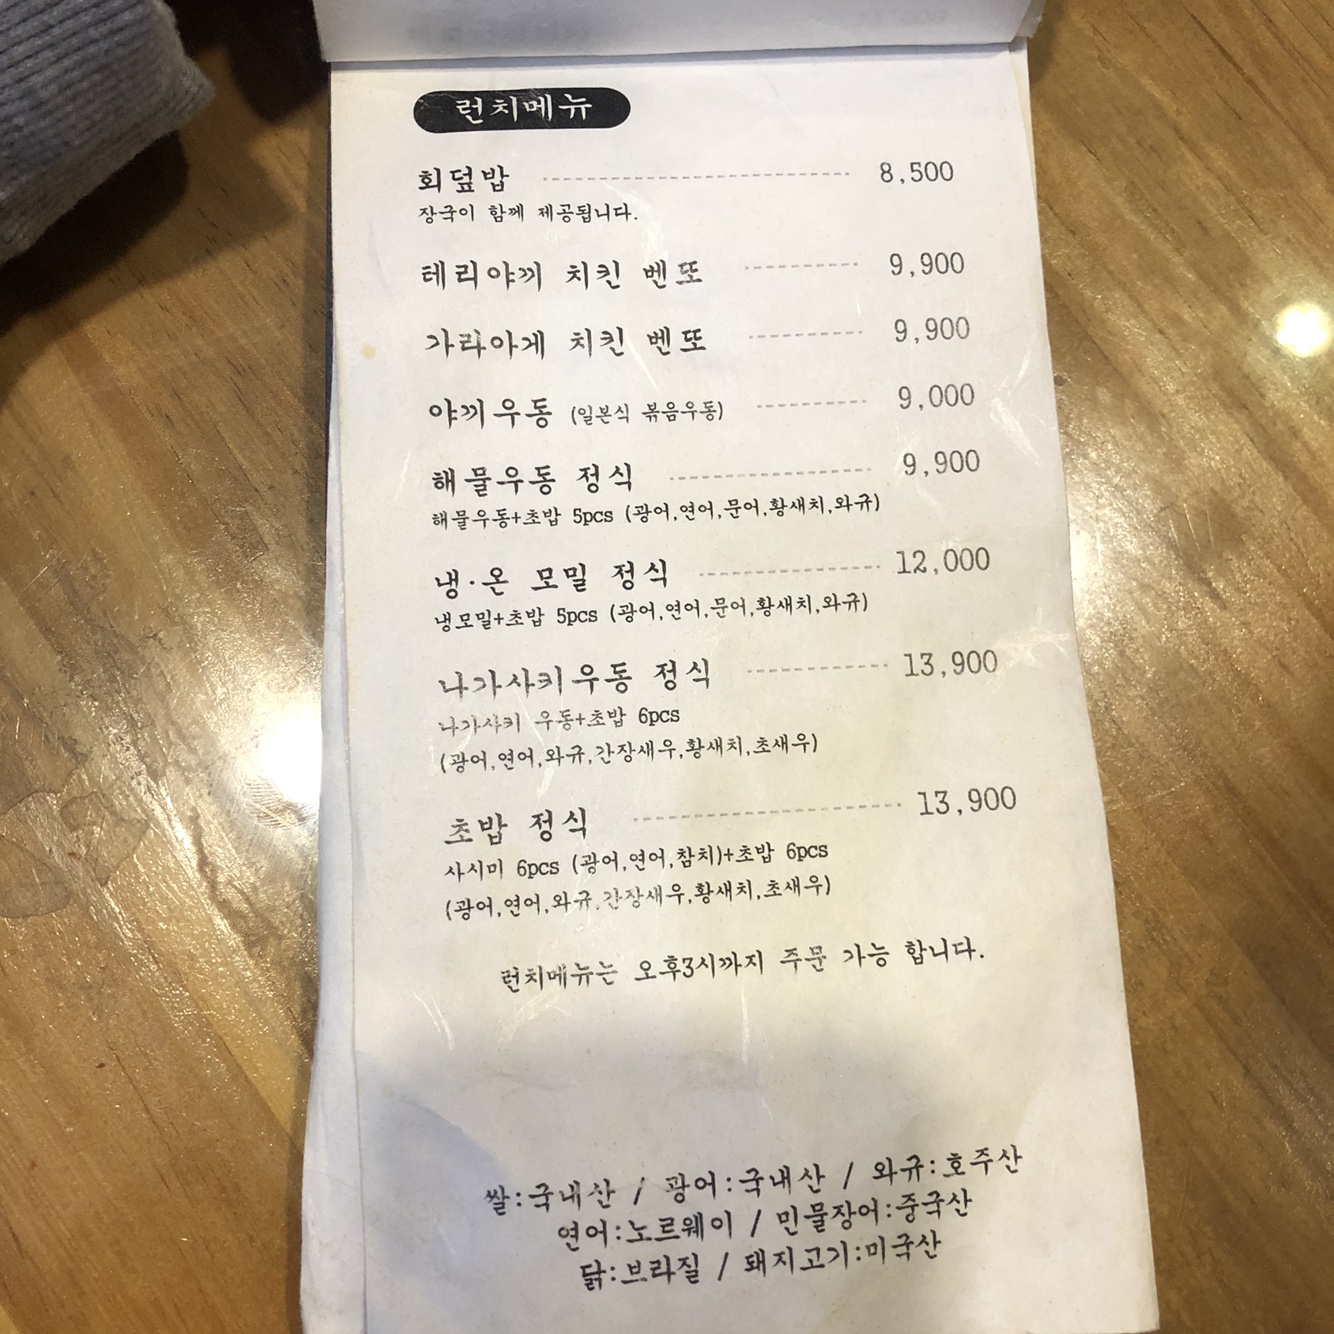 런치메뉴
회덮밥 8,500
장국이 함께 제공됩니다.
테리야끼 치킨 벤또 9,900
가라아게 치킨 벤또 9,900
야끼우동 (일본식 볶음우동) 9,000
해물우동 정식 9,900
해물우동+초밥 5pcs (광어,연어,문어,황새치,와규)
냉·온 모밀 정식 12,000
냉모밀+초밥 5pcs (광어,연어,문어,황새치,와규)
나가사키우동 정식 13,900
나가사키 우동+초밥 6pcs
(광어,연어,와규,간장새우,황새치,초새우)
초밥 정식 13,900
사시미 6pcs (광어,연어,참치)+초밥 6pcs
(광어,연어,와규,간장새우,황새치,초새우)
런치메뉴는 오후3시까지 주문 가능 합니다.
쌀:국내산 / 광어:국내산 / 와규:호주산
연어:노르웨이 / 민물장어:중국산
닭:브라질 / 돼지고기:미국산